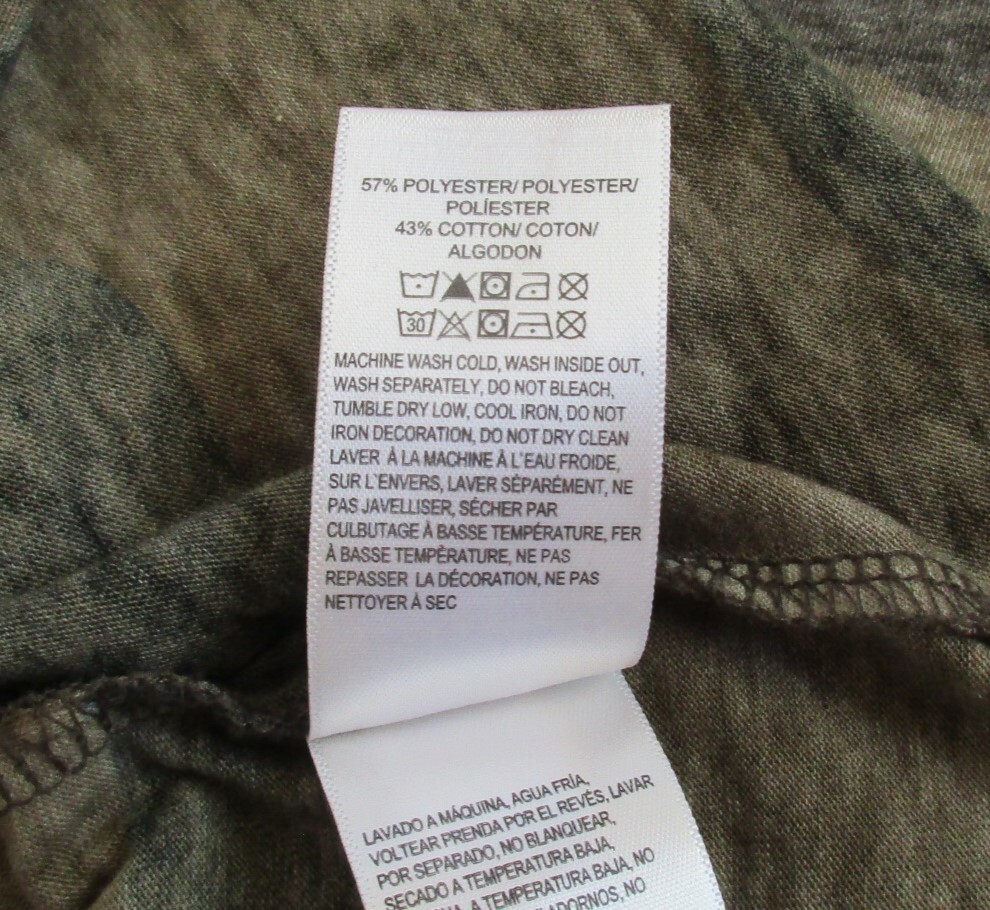 57% POLYESTER/ POLYESTER/
POLÍESTER
43% COTTON/ COTON/
ALGODON
30
MACHINE WASH COLD, WASH INSIDE OUT,
WASH SEPARATELY, DO NOT BLEACH,
TUMBLE DRY LOW, COOL IRON, DO NOT
IRON DECORATION, DO NOT DRY CLEAN
LAVER À LA MACHINE À L`EAU FROIDE,
SUR L`ENVERS, LAVER SÉPARÉMENT, NE
PAS JAVELLISER, SÉCHER PAR
CULBUTAGE À BASSE TEMPÉRATURE, FER
À BASSE TEMPÈRATURE, NE PAS
REPASSER LA DÉCORATION, NE PAS
NETTOYER À SEC
LAVADO A MÁQUINA, AGUA FRÍA,
VOLTEAR PRENDA POR EL REVÉS, LAVAR
POR SEPARADO, NO BLANQUEAR,
SECADO A TEMPERATURA BAJA,
A TEMPERATURA BAJA, NO
ADORNOS, NO